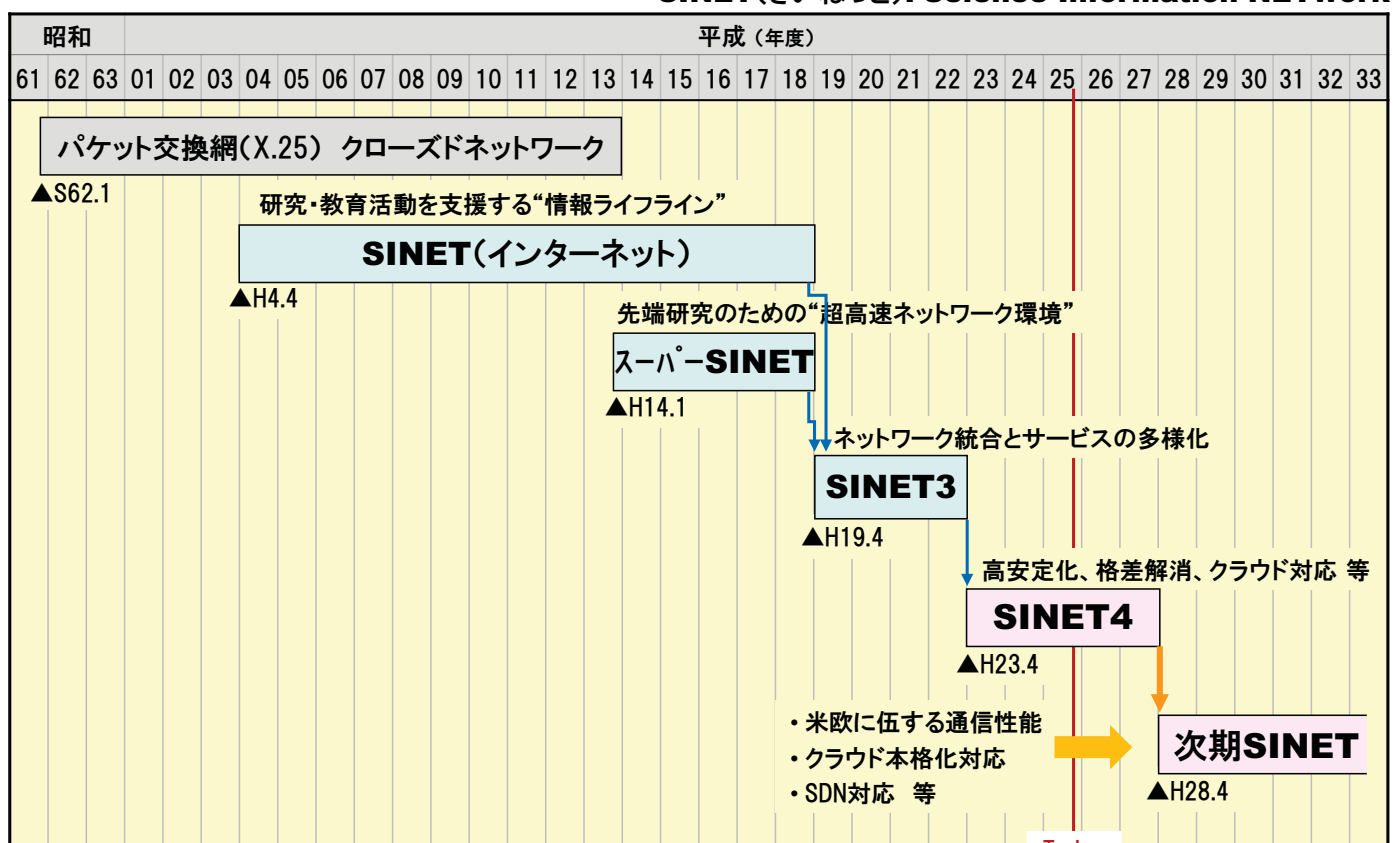 昭和 平成（年度）
61 62 63 01 02 03 04 05 06 07 08 09 10 11 12 13 14 15 16 17 18 19 20 21 22 23 24 25 26 27 28 29 30 31 32 33
パケット交換網(X.25) クローズドネットワーク
▲S62.1
研究・教育活動を支援する“情報ライフライン”
SINET(インターネット)
▲H4.4
先端研究のための“超高速ネットワーク環境”
スーパーSINET
▲H14.1
ネットワーク統合とサービスの多様化
SINET3
▲H19.4
高安定化、格差解消、クラウド対応 等
SINET4
▲H23.4
・米欧に伍する通信性能
・クラウド本格化対応
・SDN対応 等
次期SINET
▲H28.4